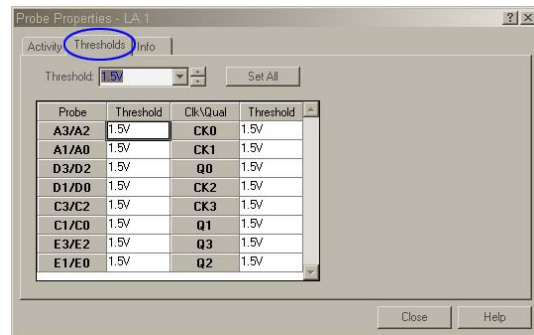 Probe Properties - LA 1
Activity Thresholds Info
Threshold: 1.5V Set All
Probe Threshold Clk\Qual Threshold
A3/A2 1.5V CK0 1.5V
A1/A0 1.5V CK1 1.5V
D3/D2 1.5V Q0 1.5V
D1/D0 1.5V CK2 1.5V
C3/C2 1.5V CK3 1.5V
C1/C0 1.5V Q1 1.5V
E3/E2 1.5V Q3 1.5V
E1/E0 1.5V Q2 1.5V
Close Help